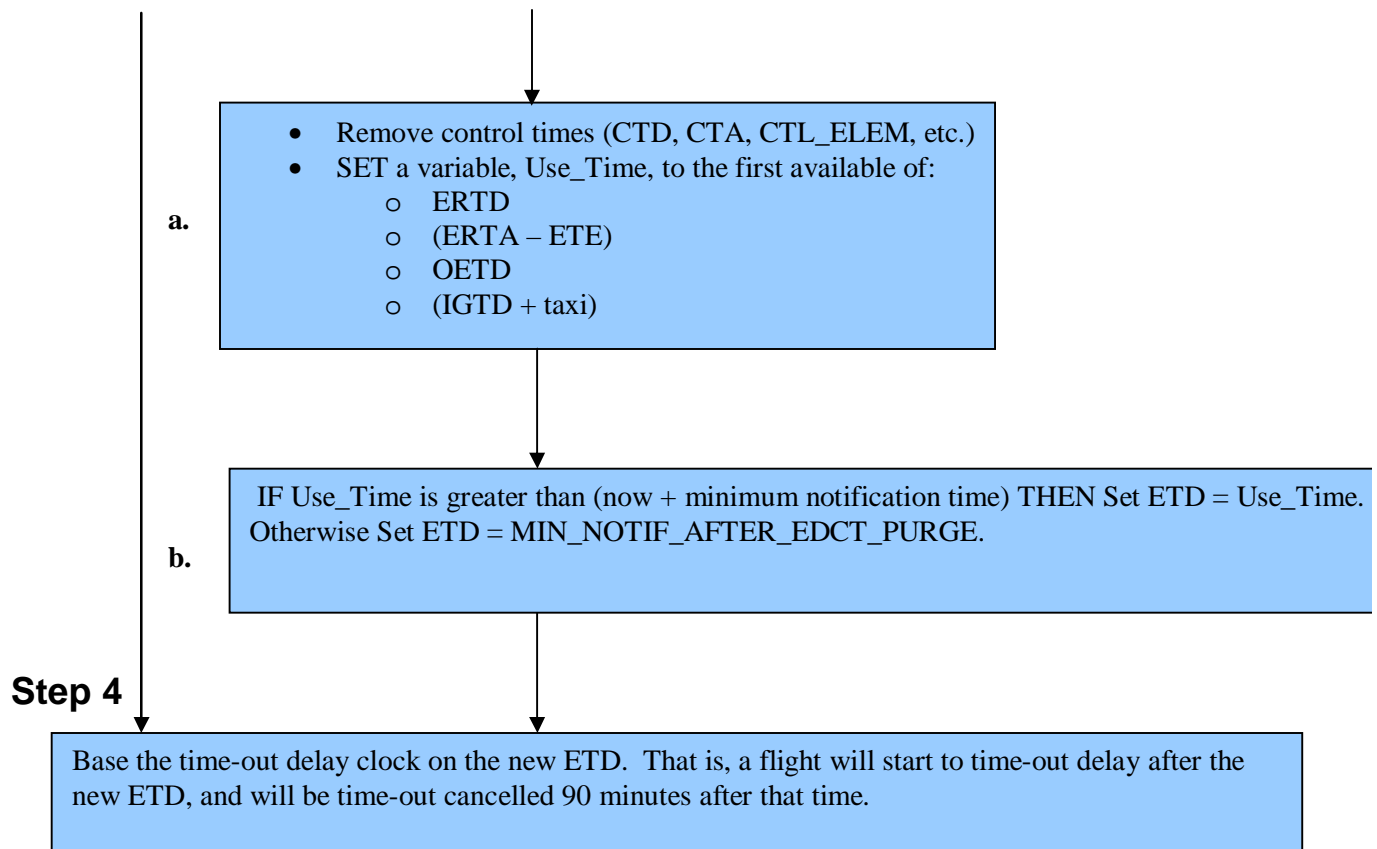 • Remove control times (CTD, CTA, CTL_ELEM, etc.)
• SET a variable, Use_Time, to the first available of:
o ERTD
a.
o (ERTA – ETE)
o OETD
o (IGTD + taxi)
IF Use_Time is greater than (now + minimum notification time) THEN Set ETD = Use_Time.
Otherwise Set ETD = MIN_NOTIF_AFTER_EDCT_PURGE.
b.
Step 4
Base the time-out delay clock on the new ETD.  That is, a flight will start to time-out delay after the
new ETD, and will be time-out cancelled 90 minutes after that time.